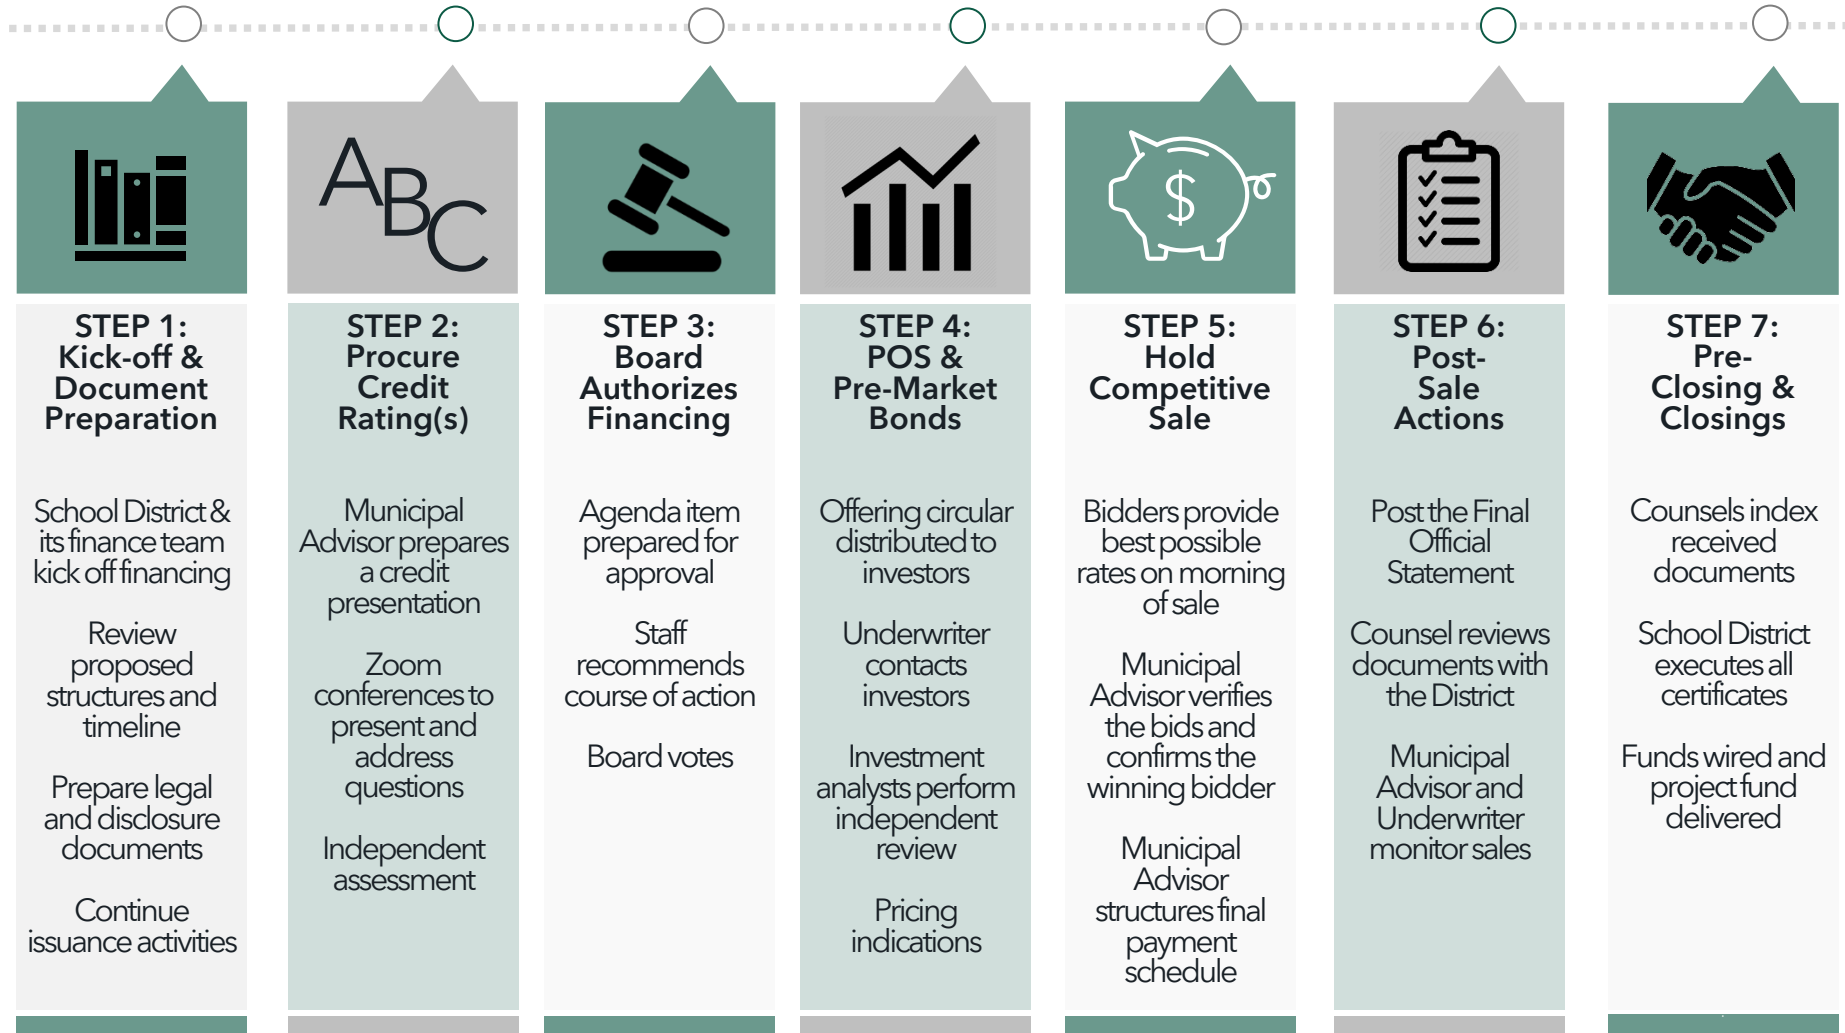 A
B
C
$
STEP 1:
Kick-off &
Document
Preparation
School District &
its finance team
kick off financing
Review
proposed
structures and
timeline
Prepare legal
and disclosure
documents
Continue
issuance activities
STEP 2:
Procure
Credit
Rating(s)
Municipal
Advisor prepares
a credit
presentation
Zoom
conferences to
present and
address
questions
Independent
assessment
STEP 3:
Board
Authorizes
Financing
Agenda item
prepared for
approval
Staff
recommends
course of action
Board votes
STEP 4:
POS &
Pre-Market
Bonds
Offering circular
distributed to
investors
Underwriter
contacts
investors
Investment
analysts perform
independent
review
Pricing
indications
STEP 5:
Hold
Competitive
Sale
Bidders provide
best possible
rates on morning
of sale
Municipal
Advisor verifies
the bids and
confirms the
winning bidder
Municipal
Advisor
structures final
payment
schedule
STEP 6:
Post-
Sale
Actions
Post the Final
Official
Statement
Counsel reviews
documents with
the District
Municipal
Advisor and
Underwriter
monitor sales
STEP 7:
Pre-
Closing &
Closings
Counsels index
received
documents
School District
executes all
certificates
Funds wired and
project fund
delivered